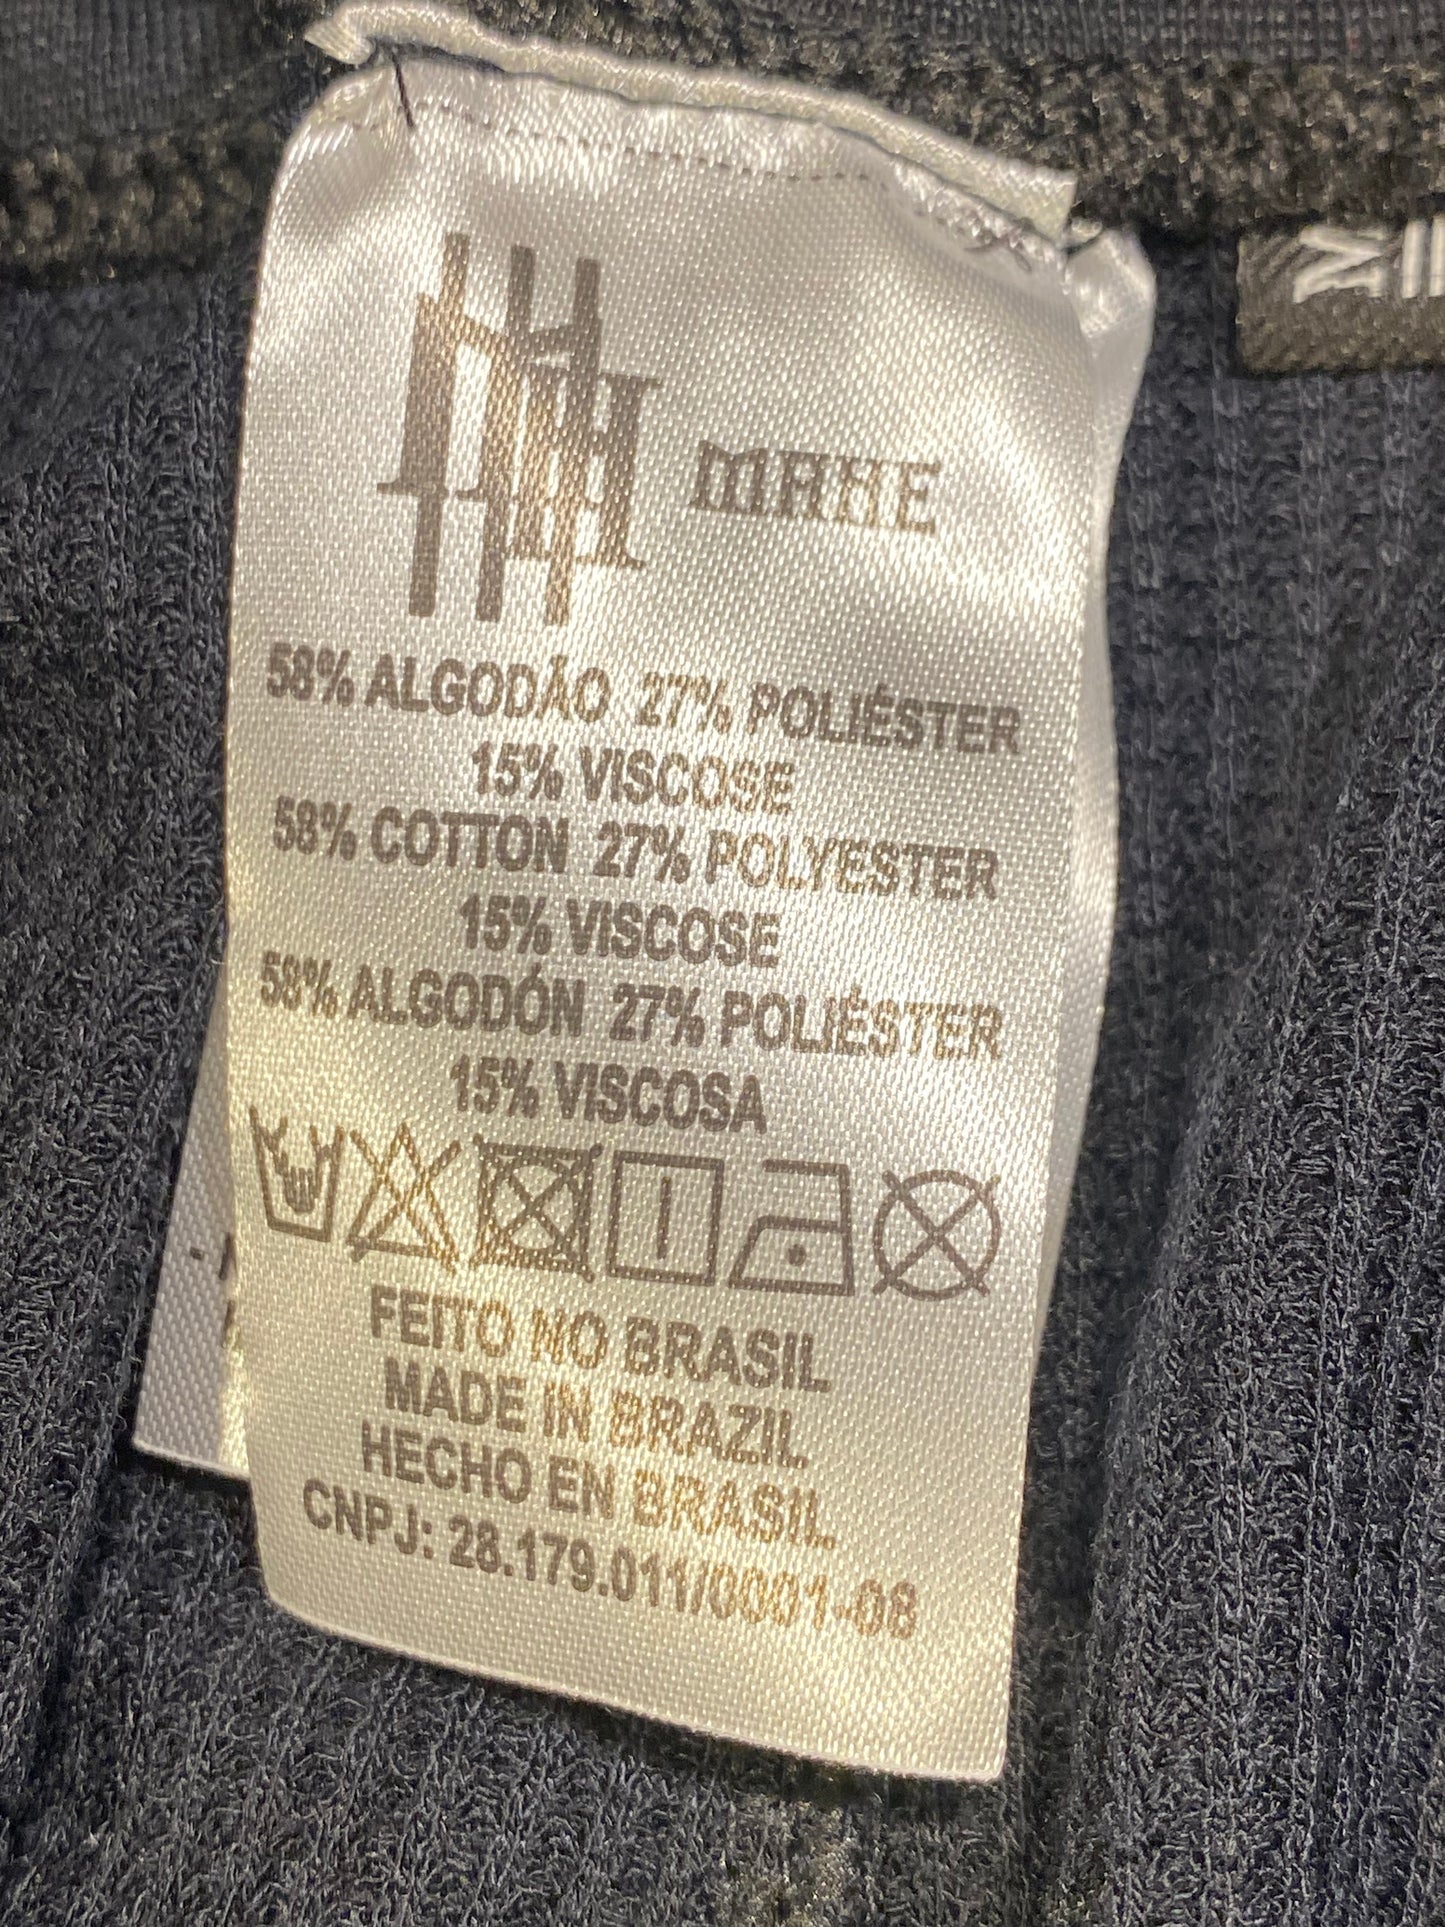 MAHE
58% ALGODÃO 27% POLIÉSTER
15% VISCOSE
58% COTTON 27% POLYESTER
15% VISCOSE
58% ALGODÓN 27% POLIÉSTER
15% VISCOSA
FEITO NO BRASIL
MADE IN BRAZIL
HECHO EN BRASIL
CNPJ: 28.179.011/0001-08